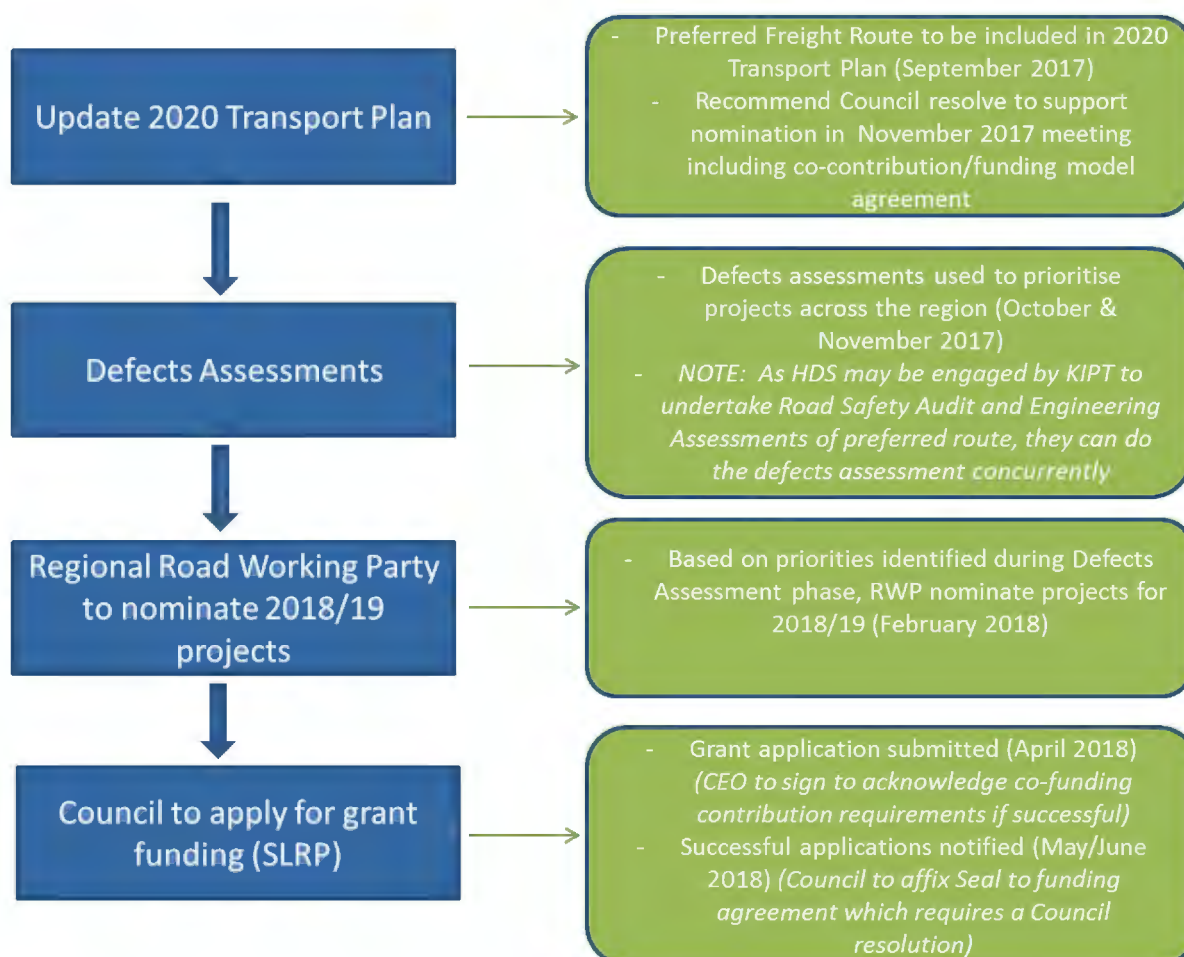 Update 2020 Transport Plan
- Preferred Freight Route to be included in 2020
Transport Plan (September 2017)
- Recommend Council resolve to support
nomination in November 2017 meeting
including co-contribution/funding model
agreement
Defects Assessments
- Defects assessments used to prioritise
projects across the region (October &
November 2017)
- NOTE: As HDS may be engaged by KIPT to
undertake Road Safety Audit and Engineering
Assessments of preferred route, they can do
the defects assessment concurrently
Regional Road Working Party
to nominate 2018/19
projects
- Based on priorities identified during Defects
Assessment phase, RWP nominate projects for
2018/19 (February 2018)
Council to apply for grant
funding (SLRP)
- Grant application submitted (April 2018)
(CEO to sign to acknowledge co-funding
contribution requirements if successful)
- Successful applications notified (May/June
2018) (Council to affix Seal to funding
agreement which requires a Council
resolution)